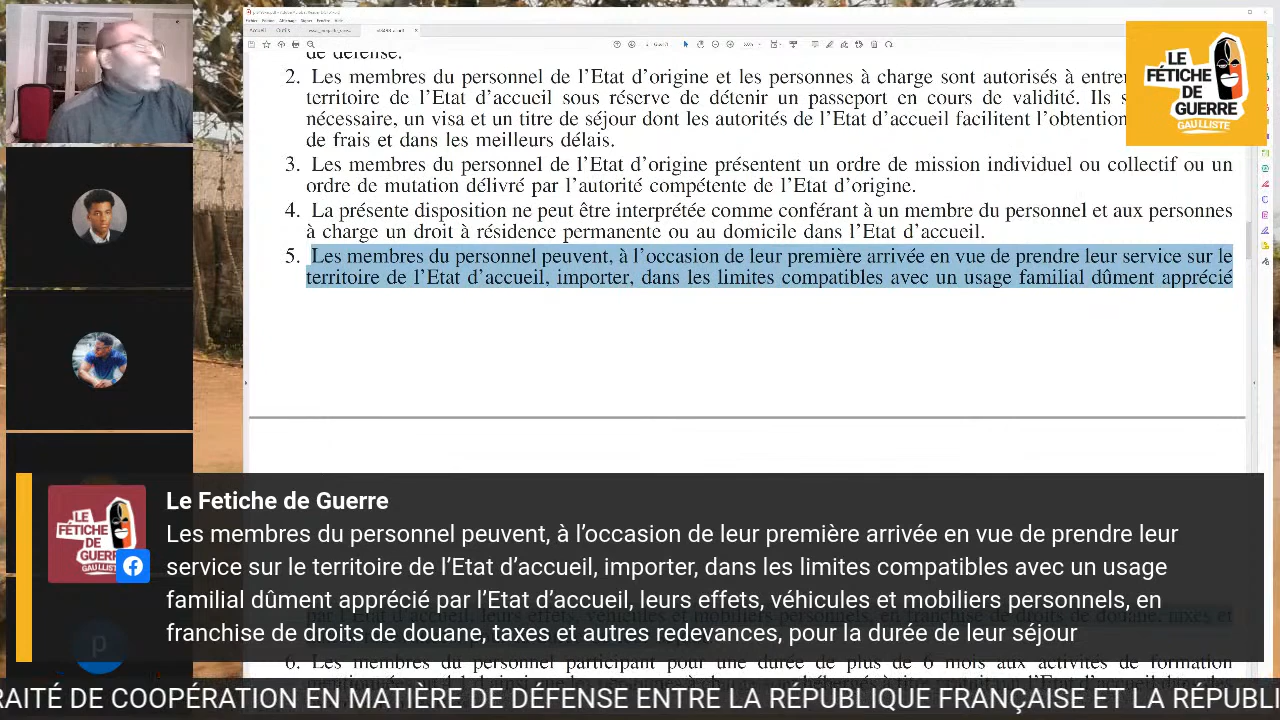 Accueil Outils
de défense.
2. Les membres du personnel de l’Etat d’origine et les personnes à charge sont autorisés à entrer
territoire de l’Etat d’accueil sous réserve de détenir un passeport en cours de validité. Ils
nécessaire, un visa et un titre de séjour dont les autorités de l’Etat d’accueil facilitent l’obtention
de frais et dans les meilleurs délais.
3. Les membres du personnel de l’Etat d’origine présentent un ordre de mission individuel ou collectif ou un
ordre de mutation délivré par l’autorité compétente de l’Etat d’origine.
4. La présente disposition ne peut être interprétée comme conférant à un membre du personnel et aux personnes
à charge un droit à résidence permanente ou au domicile dans l’Etat d’accueil.
5. Les membres du personnel peuvent, à l’occasion de leur première arrivée en vue de prendre leur service sur le
territoire de l’Etat d’accueil, importer, dans les limites compatibles avec un usage familial dûment apprécié
LE
FÉTICHE
DE
GUERRE
GAULLISTE
LE
FÉTICHE
DE
GUERRE
Le Fetiche de Guerre
Les membres du personnel peuvent, à l’occasion de leur première arrivée en vue de prendre leur
service sur le territoire de l’Etat d’accueil, importer, dans les limites compatibles avec un usage
familial dûment apprécié par l’Etat d’accueil, leurs effets, véhicules et mobiliers personnels, en
franchise de droits de douane, taxes et autres redevances, pour la durée de leur séjour
p
6. Les membres du personnel participant pour une durée de plus de 6 mois aux activités de formation
RAITÉ DE COOPÉRATION EN MATIÈRE DE DÉFENSE ENTRE LA RÉPUBLIQUE FRANÇAISE ET LA RÉPUBLI